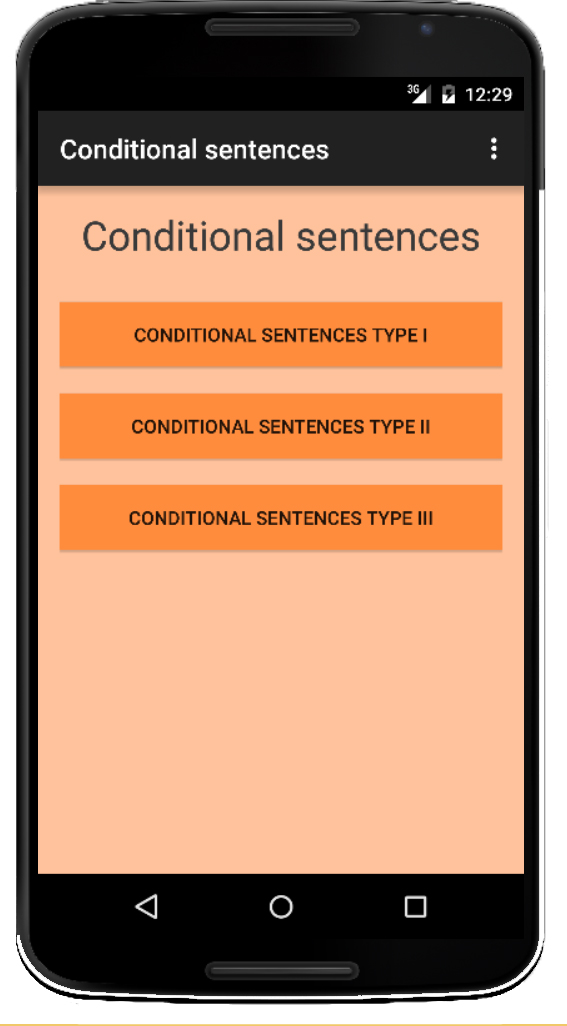 3G 12:29
Conditional sentences
Conditional sentences
CONDITIONAL SENTENCES TYPE I
CONDITIONAL SENTENCES TYPE II
CONDITIONAL SENTENCES TYPE III